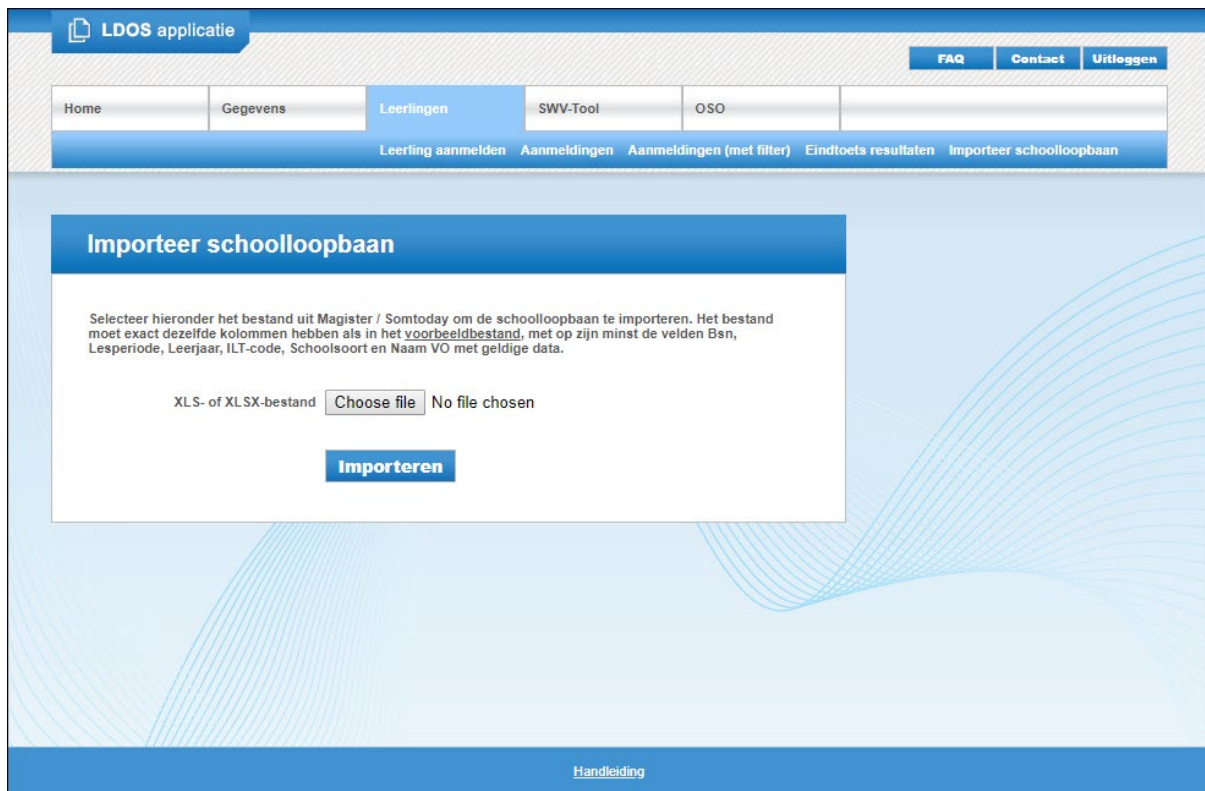 LDOS applicatie
FAQ Contact Uitloggen
Home Gegevens Leerlingen SWV-Tool OSO
Leerling aanmelden Aanmeldingen Aanmeldingen (met filter) Eindtoets resultaten Importeer schoolloopbaan
Importeer schoolloopbaan
Selecteer hieronder het bestand uit Magister / Somtoday om de schoolloopbaan te importeren. Het bestand
moet exact dezelfde kolommen hebben als in het voorbeeldbestand, met op zijn minst de velden Bsn,
Lesperiode, Leerjaar, ILT-code, Schoolsoort en Naam VO met geldige data.
XLS- of XLSX-bestand Choose file No file chosen
Importeren
Handleiding